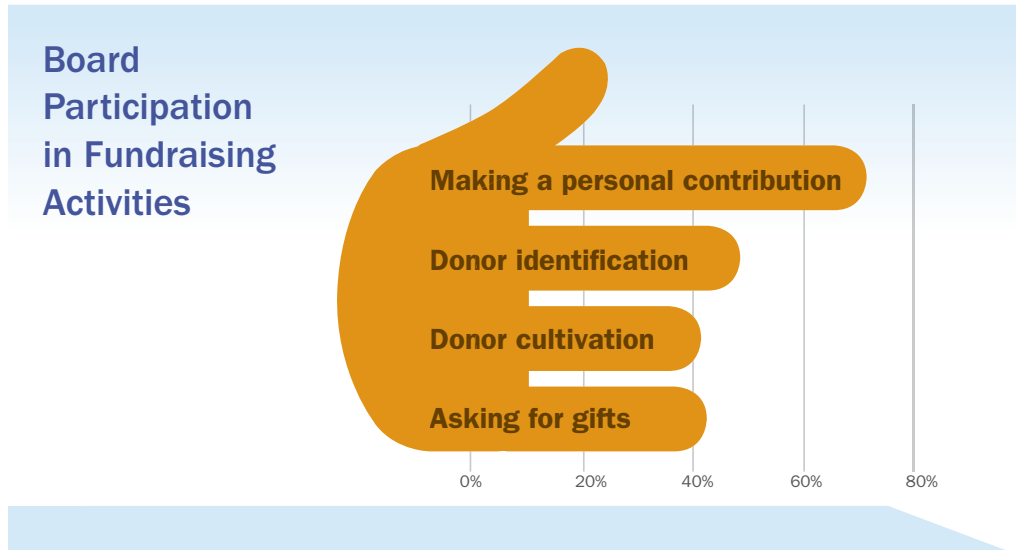 Board
Participation
in Fundraising
Activities
Making a personal contribution
Donor identification
Donor cultivation
Asking for gifts
0% 20% 40% 60% 80%